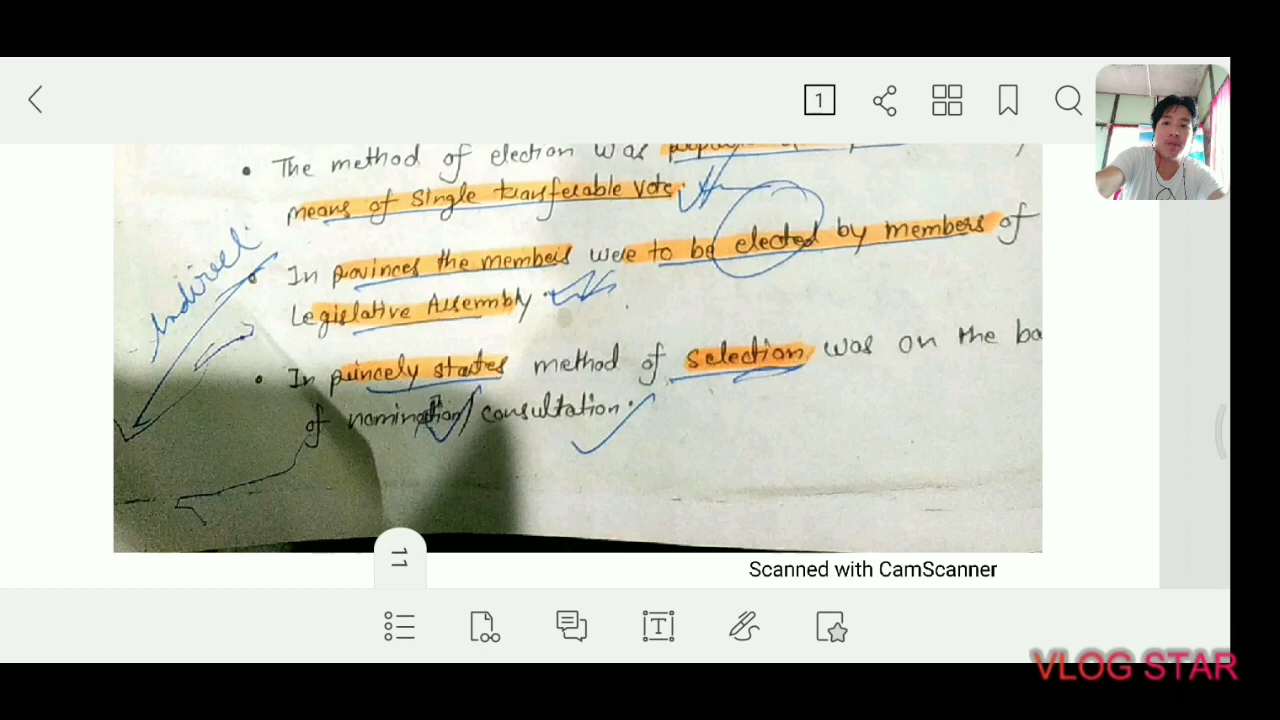 1
The method of election was
means of Single transferable vote.
Indirect
In provinces the members were to be elected by members of
Legislative Assembly.
In princely states method of selection was on the ba
of nomination/consultation.
11
Scanned with CamScanner
T
VLOG STAR